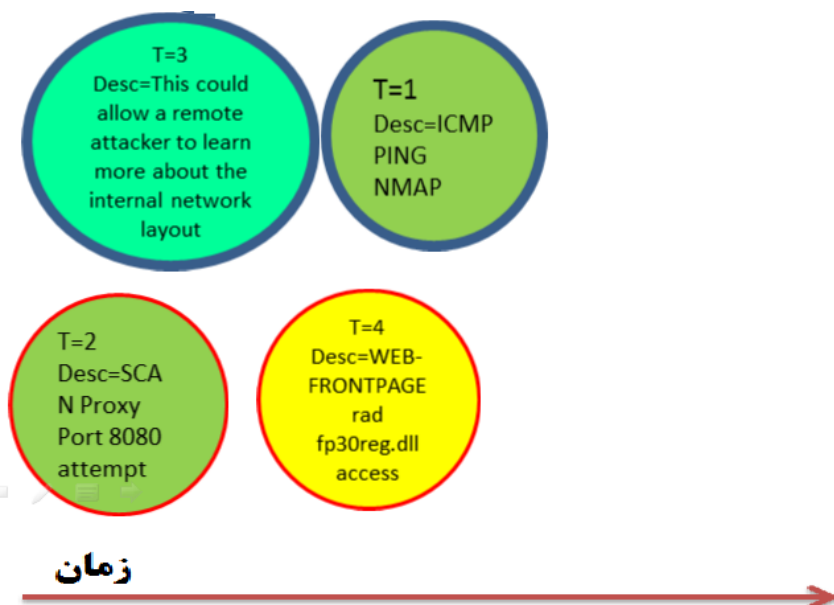 T=3
Desc=This could
allow a remote
attacker to learn
more about the
internal network
layout
T=1
Desc=ICMP
PING
NMAP
T=2
Desc=SCA
N Proxy
Port 8080
attempt
T=4
Desc=WEB-
FRONTPAGE
rad
fp30reg.dll
access
زمان